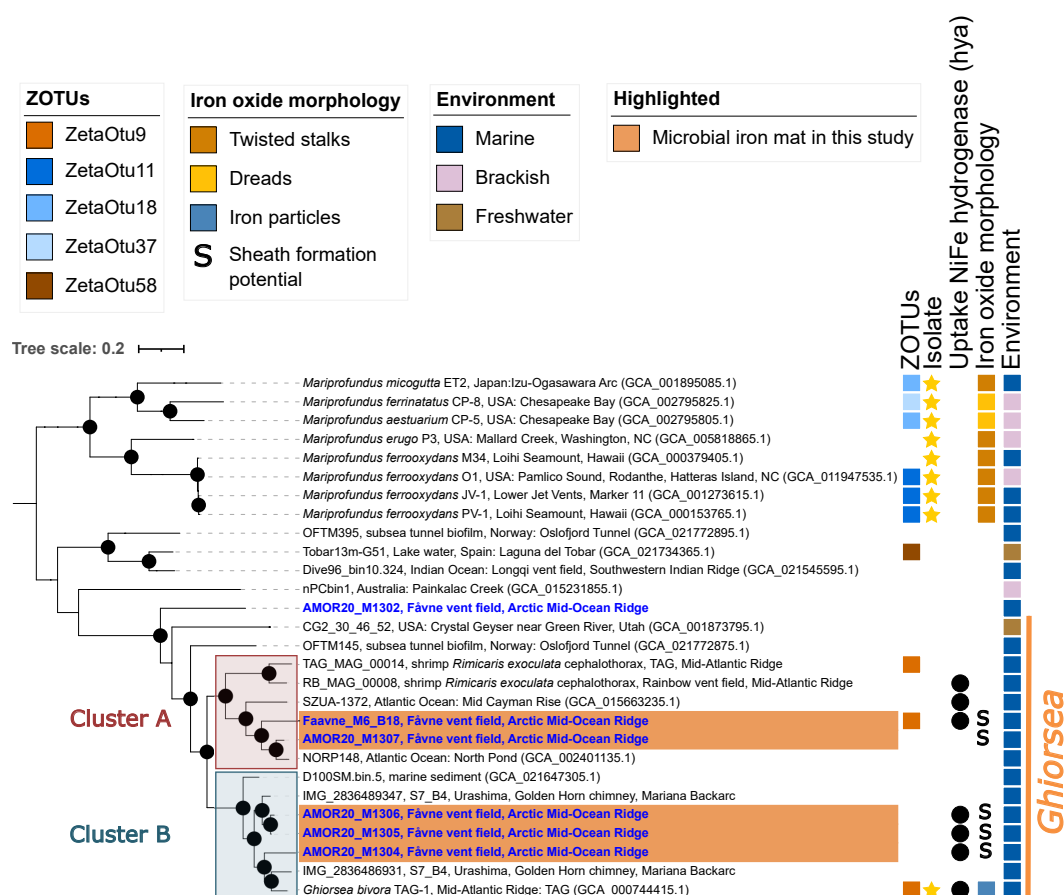 ZOTUs
ZetaOtu9
ZetaOtu11
ZetaOtu18
ZetaOtu37
ZetaOtu58
Iron oxide morphology
Twisted stalks
Dreads
Iron particles
S Sheath formation
potential
Environment
Marine
Brackish
Freshwater
Highlighted
Microbial iron mat in this study
ZOTUs
Isolate
Uptake NiFe hydrogenase (hya)
Iron oxide morphology
Environment
Tree scale: 0.2
Mariprofundus micogutta ET2, Japan:Izu-Ogasawara Arc (GCA_001895085.1)
Mariprofundus ferrinatatus CP-8, USA: Chesapeake Bay (GCA_002795825.1)
Mariprofundus aestuarium CP-5, USA: Chesapeake Bay (GCA_002795805.1)
Mariprofundus erugo P3, USA: Mallard Creek, Washington, NC (GCA_005818865.1)
Mariprofundus ferrooxydans M34, Loihi Seamount, Hawaii (GCA_000379405.1)
Mariprofundus ferrooxydans O1, USA: Pamlico Sound, Rodanthe, Hatteras Island, NC (GCA_011947535.1)
Mariprofundus ferrooxydans JV-1, Lower Jet Vents, Marker 11 (GCA_001273615.1)
Mariprofundus ferrooxydans PV-1, Loihi Seamount, Hawaii (GCA_000153765.1)
OFTM395, subsea tunnel biofilm, Norway: Oslofjord Tunnel (GCA_021772895.1)
Tobar13m-G51, Lake water, Spain: Laguna del Tobar (GCA_021734365.1)
Dive96_bin10.324, Indian Ocean: Longqi vent field, Southwestern Indian Ridge (GCA_021545595.1)
nPCbin1, Australia: Painkalac Creek (GCA_015231855.1)
AMOR20_M1302, Fåvne vent field, Arctic Mid-Ocean Ridge
CG2_30_46_52, USA: Crystal Geyser near Green River, Utah (GCA_001873795.1)
OFTM145, subsea tunnel biofilm, Norway: Oslofjord Tunnel (GCA_021772875.1)
TAG_MAG_00014, shrimp Rimicaris exoculata cephalothorax, TAG, Mid-Atlantic Ridge
RB_MAG_00008, shrimp Rimicaris exoculata cephalothorax, Rainbow vent field, Mid-Atlantic Ridge
SZUA-1372, Atlantic Ocean: Mid Cayman Rise (GCA_015663235.1)
Faavne_M6_B18, Fåvne vent field, Arctic Mid-Ocean Ridge S
AMOR20_M1307, Fåvne vent field, Arctic Mid-Ocean Ridge S
NORP148, Atlantic Ocean: North Pond (GCA_002401135.1)
D100SM.bin.5, marine sediment (GCA_021647305.1)
IMG_2836489347, S7_B4, Urashima, Golden Horn chimney, Mariana Backarc
AMOR20_M1306, Fåvne vent field, Arctic Mid-Ocean Ridge S
AMOR20_M1305, Fåvne vent field, Arctic Mid-Ocean Ridge S
AMOR20_M1304, Fåvne vent field, Arctic Mid-Ocean Ridge S
IMG_2836486931, S7_B4, Urashima, Golden Horn chimney, Mariana Backarc
Ghiorsea bivora TAG-1, Mid-Atlantic Ridge: TAG (GCA_000744415.1)
Cluster A
Cluster B
Ghiorsea